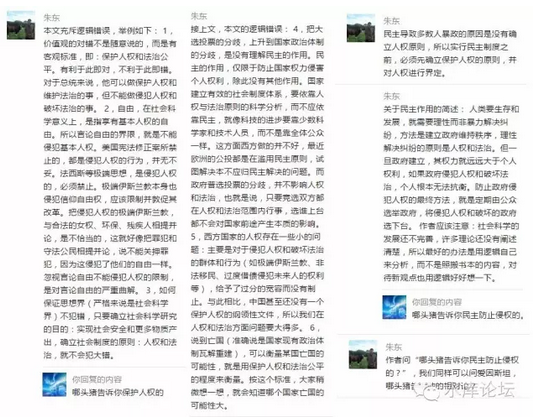 朱东
本文充斥逻辑错误，举例如下：1，
价值观的对错不是随意说的，而是有
客观标准，即：保护人权和法治公
平。有利于此即对，不利于此即错。
对于总统来说，他可以做保护人权和
维护法治的事，但不能做侵犯人权和
破坏法治的事。2，自由，在社会科
学意义上，是指享有基本人权的自
由。所以言论自由的界限，就是不能
侵犯基本人权。美国宪法修正案所禁
止的，都是侵犯人权的行为，并无不
妥。法西斯等极端思想，是侵犯人权
的，必须禁止。极端伊斯兰教本身也
侵犯信仰自由权，应该限制并教促其
改革。把侵犯人权的极端伊斯兰教，
与合法的女权、环保、残疾人相提并
论，是不恰当的，这就好像把罪犯和
守法公民相提并论，说不能关押罪
犯，因为这侵犯了他们的自由一样。
忽视言论自由不能侵犯人权的限制，
是对言论自由的严重曲解。3，如何
保证思想界（严格来说是社会科学
界）不犯错，只要确立社会科学研究
的目的：实现社会安全和更多物质产
出，确立社会制度的原则：人权和法
治，就不会犯大错。
你回复的内容
哪头猪告诉你保护人权的
朱东
接上文，本文的逻辑错误：4，把大
选投票的分歧，上升到国家政治体制
的分歧，是没有理解民主的作用。民
主的作用，仅限于防止国家权力侵害
个人权利，除此没有其他作用。国家
建立有效的社会制度体系，要依靠人
权与法治原则的科学分析，而不应依
靠民主，就像科技的进步要靠少数科
学家和技术人员，而不是靠全体公众
一样。这方面西方做的并不好，最近
欧洲的公投都是在滥用民主原则，试
图解决本不应归民主解决的问题。而
政府首选投票的分歧，并不影响人权
和法治，也就是说，只要竞选双方都
在人权和法治范围内行事，选谁上台
都不会对国家前途产生本质的影响。
5，西方国家的人权存在一些小的问
题：主要是对于侵犯人权和破坏法治
的群体和行为（如极端伊斯兰教、非
法移民、过度借债侵犯未来人的权利
等），给予了过分的宽容而没有制
止。与此相比，中国甚至还没有一个
保护人权的纲领性文件，所以我们在
人权和法治方面问题要大得多。6，
说到亡国（准确说是国家现有政治体
制瓦解重建），可以衡量某国亡国的
可能性，就是用保护人权和法治公平
的程度来衡量。按这个标准，大家稍
微想一想，就会知道哪个国家亡国的
可能性大。
朱东
民主导致多数人暴政的原因是没有确
立人权原则，所以实行民主制度之
前，必须先确立保护人权的原则，并
对人权进行界定。
朱东
关于民主作用的简述：人类要生存和
发展，就需要理性而非暴力解决纠
纷，方法是建立政府维持秩序，理性
解决纠纷的原则是人权和法治。但一
旦政府建立，其权力就远远大于个人
权利，如果政府侵犯人权和破坏法
治，个人根本无法抗衡。防止政府侵
犯人权的最终方法，就是定期由公众
选举政府，将侵犯人权和破坏的政府
选下台。 作者应该注意：社会科学的
发展还不完善，许多理论还没有阐述
清楚，所以最好的办法是用逻辑自己
来分析，而不是照搬书本的内容，对
待新观点也用逻辑好好想一下。
你回复的内容
哪头猪告诉你民主防止侵权的。
朱东
作者问“哪头猪告诉你民主防止侵权
的？”，我们同样可以问爱因斯坦，
哪头猪告诉你的相对论？
水库论坛